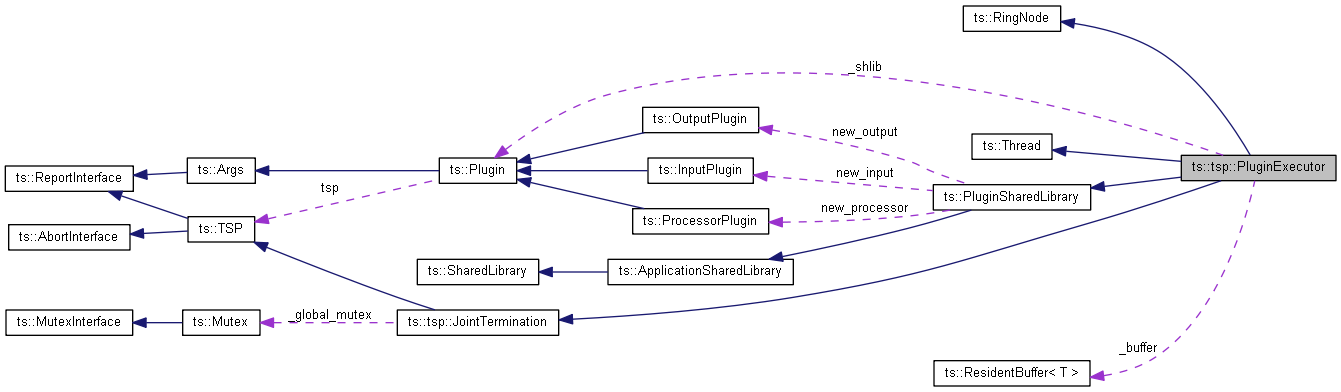 ts::RingNode
_shlib
ts::OutputPlugin
new_output
ts::Thread
ts::tsp::PluginExecutor
ts::ReportInterface
ts::Args
tsp
ts::Plugin
ts::InputPlugin
new_input
ts::PluginSharedLibrary
new_processor
ts::ProcessorPlugin
ts::AbortInterface
ts::TSP
ts::SharedLibrary
ts::ApplicationSharedLibrary
ts::MutexInterface
ts::Mutex
_global_mutex
ts::tsp::JointTermination
_buffer
ts::ResidentBuffer< T >